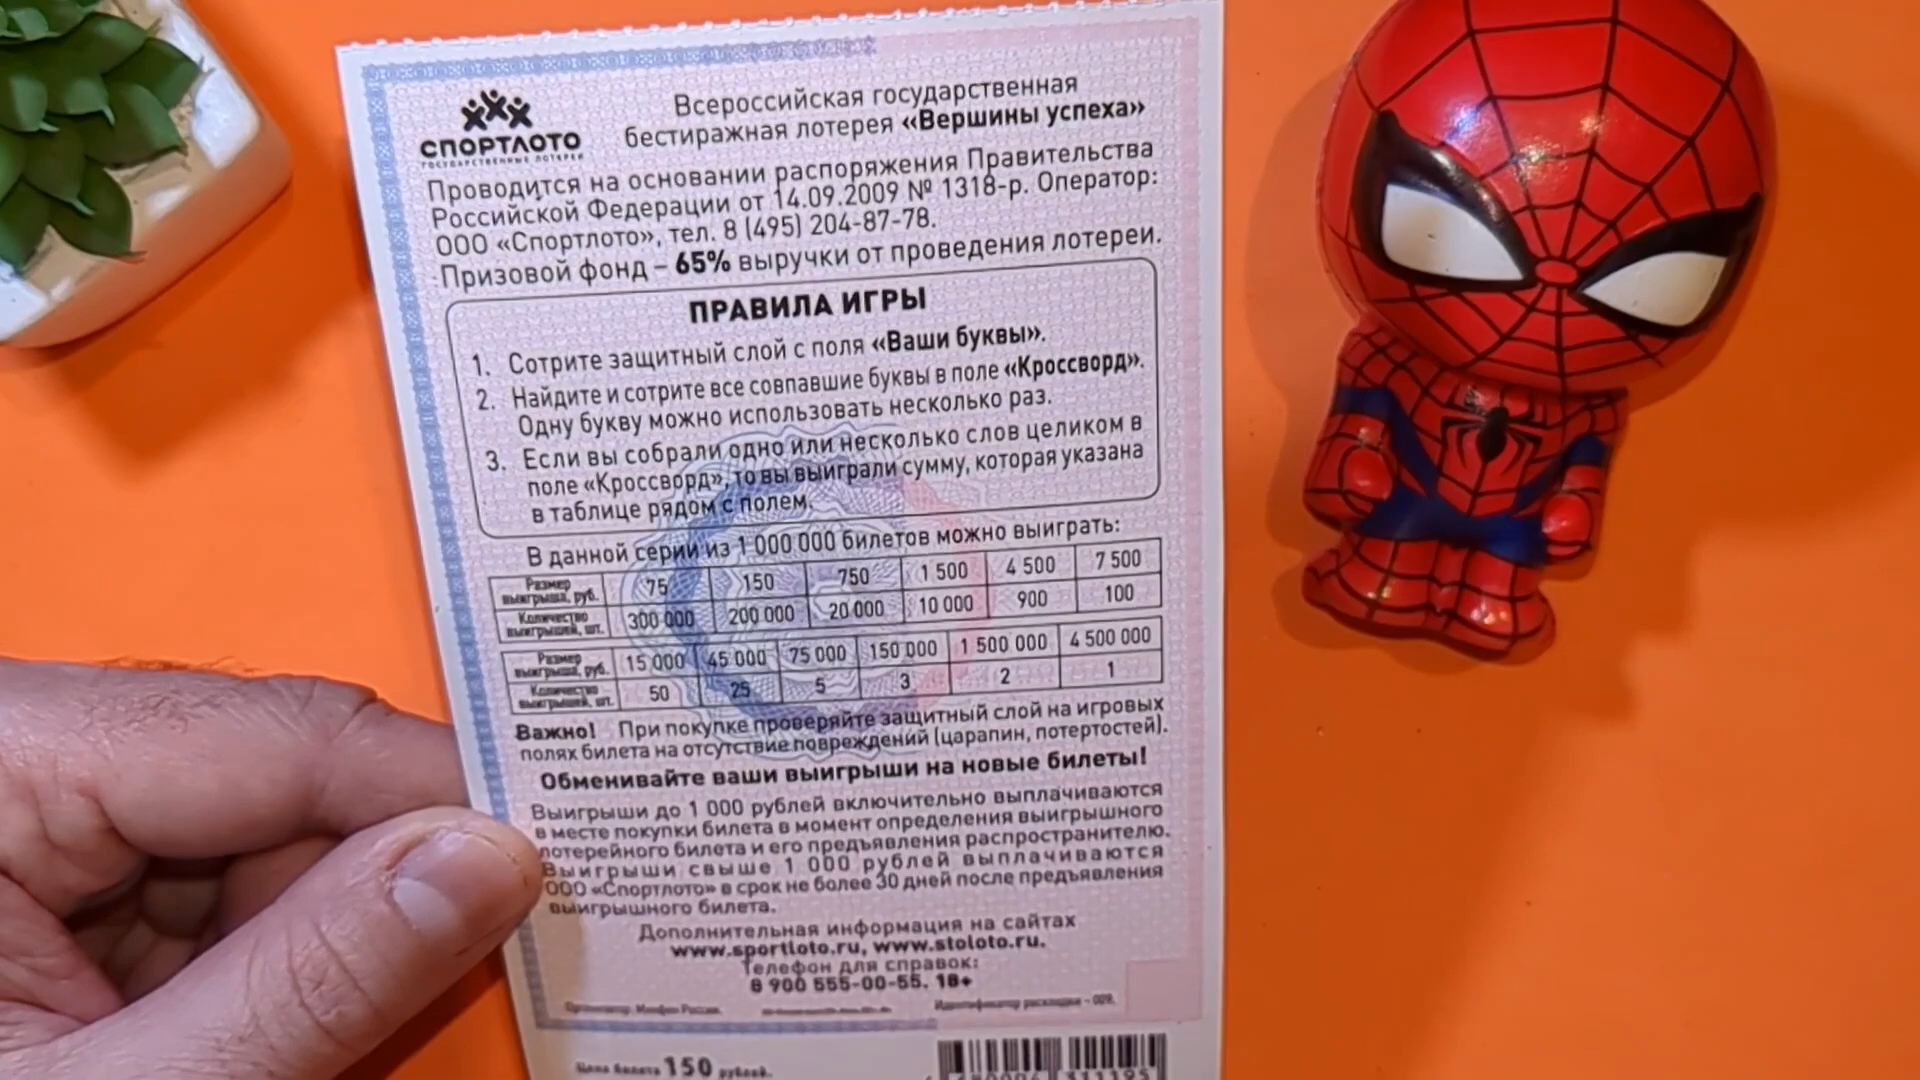 СПОРТЛОТО
ГОСУДАРСТВЕННЫЕ ЛОТЕРЕИ
Всероссийская государственная
бестиражная лотерея «Вершины успеха»
Проводится на основании распоряжения Правительства
Российской Федерации от 14.09.2009 № 1318-р. Оператор:
ООО «Спортлото», тел. 8 (495) 204-87-78.
Призовой фонд – 65% выручки от проведения лотереи.
ПРАВИЛА ИГРЫ
1. Сотрите защитный слой с поля «Ваши буквы».
2. Найдите и сотрите все совпавшие буквы в поле «Кроссворд».
Одну букву можно использовать несколько раз.
3. Если вы собрали одно или несколько слов целиком в
поле «Кроссворд», то вы выиграли сумму, которая указана
в таблице рядом с полем.
В данной серии из 1 000 000 билетов можно выиграть:
Размер выигрыша, руб. 75 150 750 1 500 4 500 7 500
Количество выигрышей, шт. 300 000 200 000 20 000 10 000 900 100
Размер выигрыша, руб. 15 000 45 000 75 000 150 000 1 500 000 4 500 000
Количество выигрышей, шт. 50 25 5 3 2 1
Важно! При покупке проверяйте защитный слой на игровых
полях билета на отсутствие повреждений (царапин, потертостей).
Обменивайте ваши выигрыши на новые билеты!
Выигрыши до 1 000 рублей включительно выплачиваются
в месте покупки билета в момент определения выигрышного
лотерейного билета и его предъявления распространителю.
Выигрыши свыше 1 000 рублей выплачиваются
ООО «Спортлото» в срок не более 30 дней после предъявления
выигрышного билета.
Дополнительная информация на сайтах
www.sportloto.ru, www.stoloto.ru.
Телефон для справок:
8 900 555-00-55. 18+
Организатор: Минфин России.
Идентификатор раскладки – 009.
Цена билета 150 рублей.